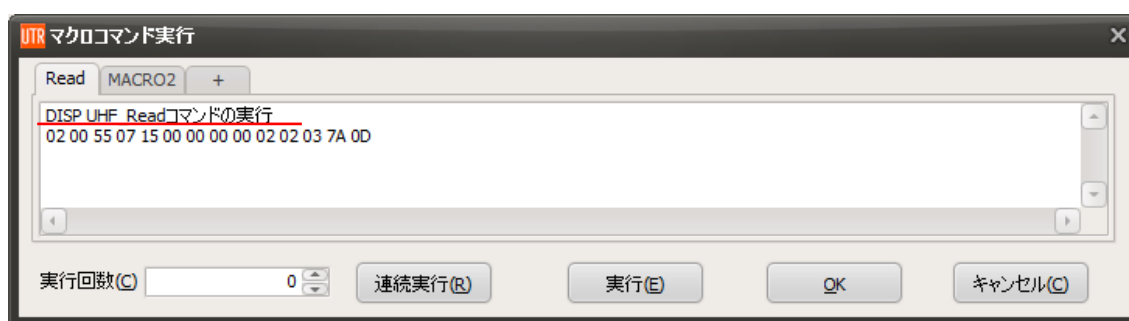 UTR マクロコマンド実行
Read MACRO2 +
DISP UHF_Readコマンドの実行
02 00 55 07 15 00 00 00 00 02 02 03 7A 0D
実行回数(C) 0 連続実行(R) 実行(E) OK キャンセル(C)